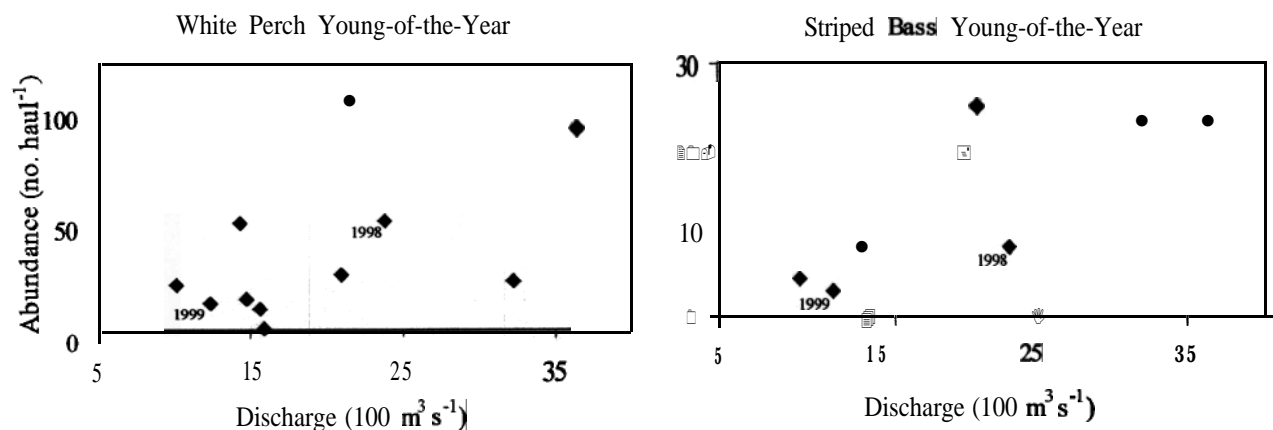 White Perch Young-of-the-Year
Abundance (no. haul-1)
100
50
0
1998
1999
5 15 25 35
Discharge (100 m3 s-1)
Striped Bass Young-of-the-Year
30
10
1998
1999
5 15 25 35
Discharge (100 m3 s-1)